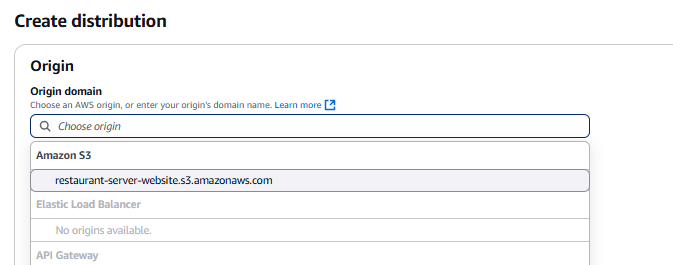 Create distribution
Origin
Origin domain
Choose an AWS origin, or enter your origin's domain name. Learn more
Choose origin
Amazon S3
restaurant-server-website.s3.amazonaws.com
Elastic Load Balancer
No origins available.
API Gateway